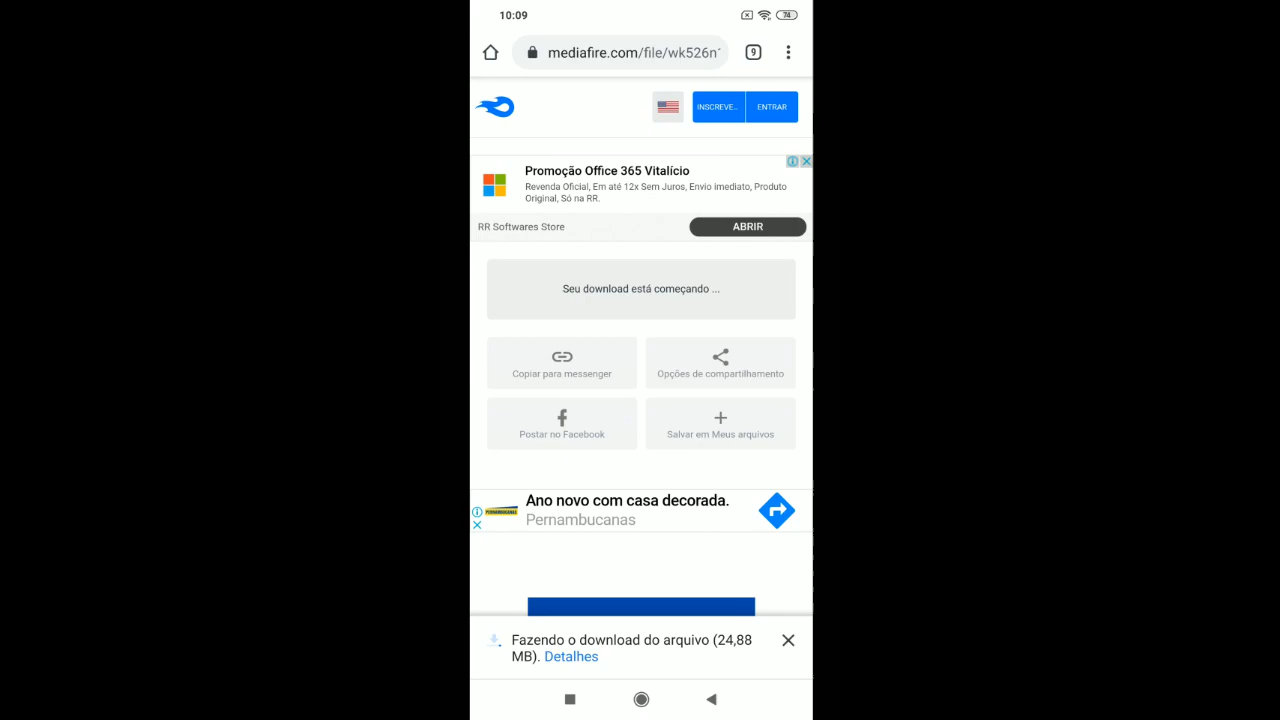 10:09
74
mediafire.com/file/wk526n
9
INSCREVE...
ENTRAR
Promoção Office 365 Vitalício
Revenda Oficial, Em até 12x Sem Juros, Envio imediato, Produto
Original, Só na RR.
RR Softwares Store
ABRIR
Seu download está começando ...
Copiar para messenger
Opções de compartilhamento
Postar no Facebook
Salvar em Meus arquivos
Ano novo com casa decorada.
PERNAMBUCANAS
Pernambucanas
Fazendo o download do arquivo (24,88
MB). Detalhes